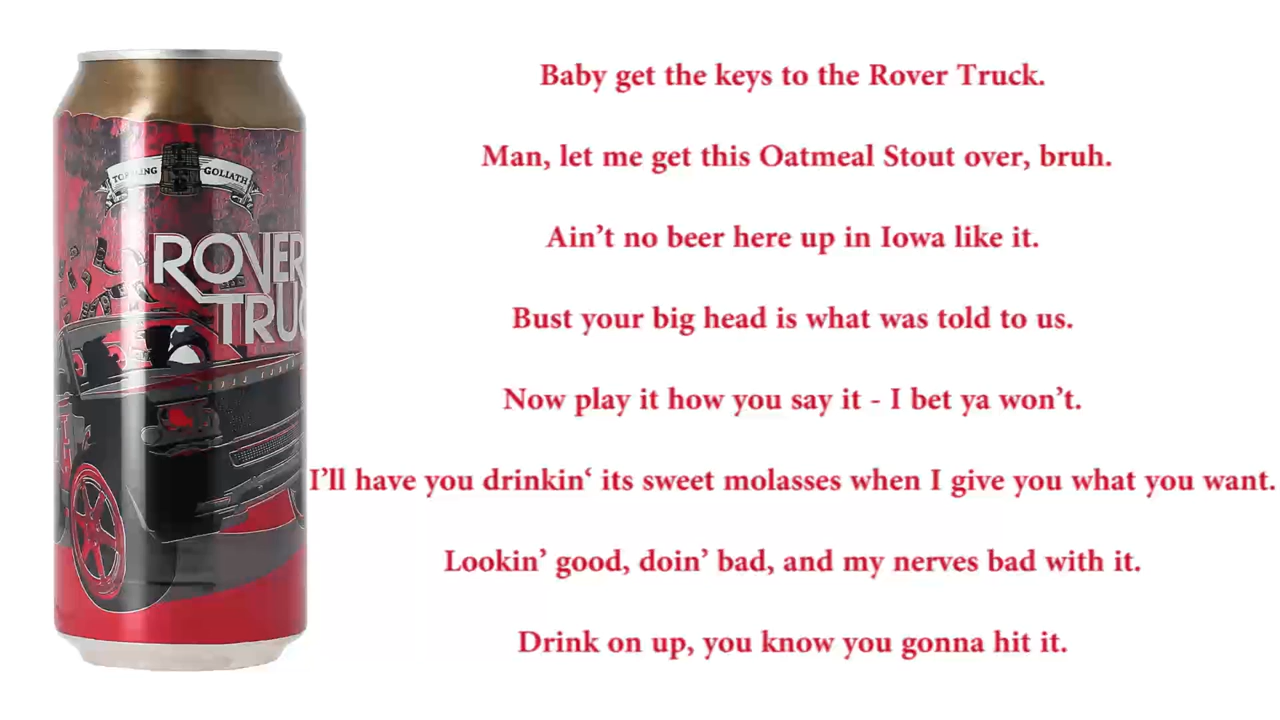 TOPPLING GOLIATH
ROVER
TRUC
Baby get the keys to the Rover Truck.
Man, let me get this Oatmeal Stout over, bruh.
Ain’t no beer here up in Iowa like it.
Bust your big head is what was told to us.
Now play it how you say it - I bet ya won’t.
I’ll have you drinkin‘ its sweet molasses when I give you what you want.
Lookin’ good, doin’ bad, and my nerves bad with it.
Drink on up, you know you gonna hit it.